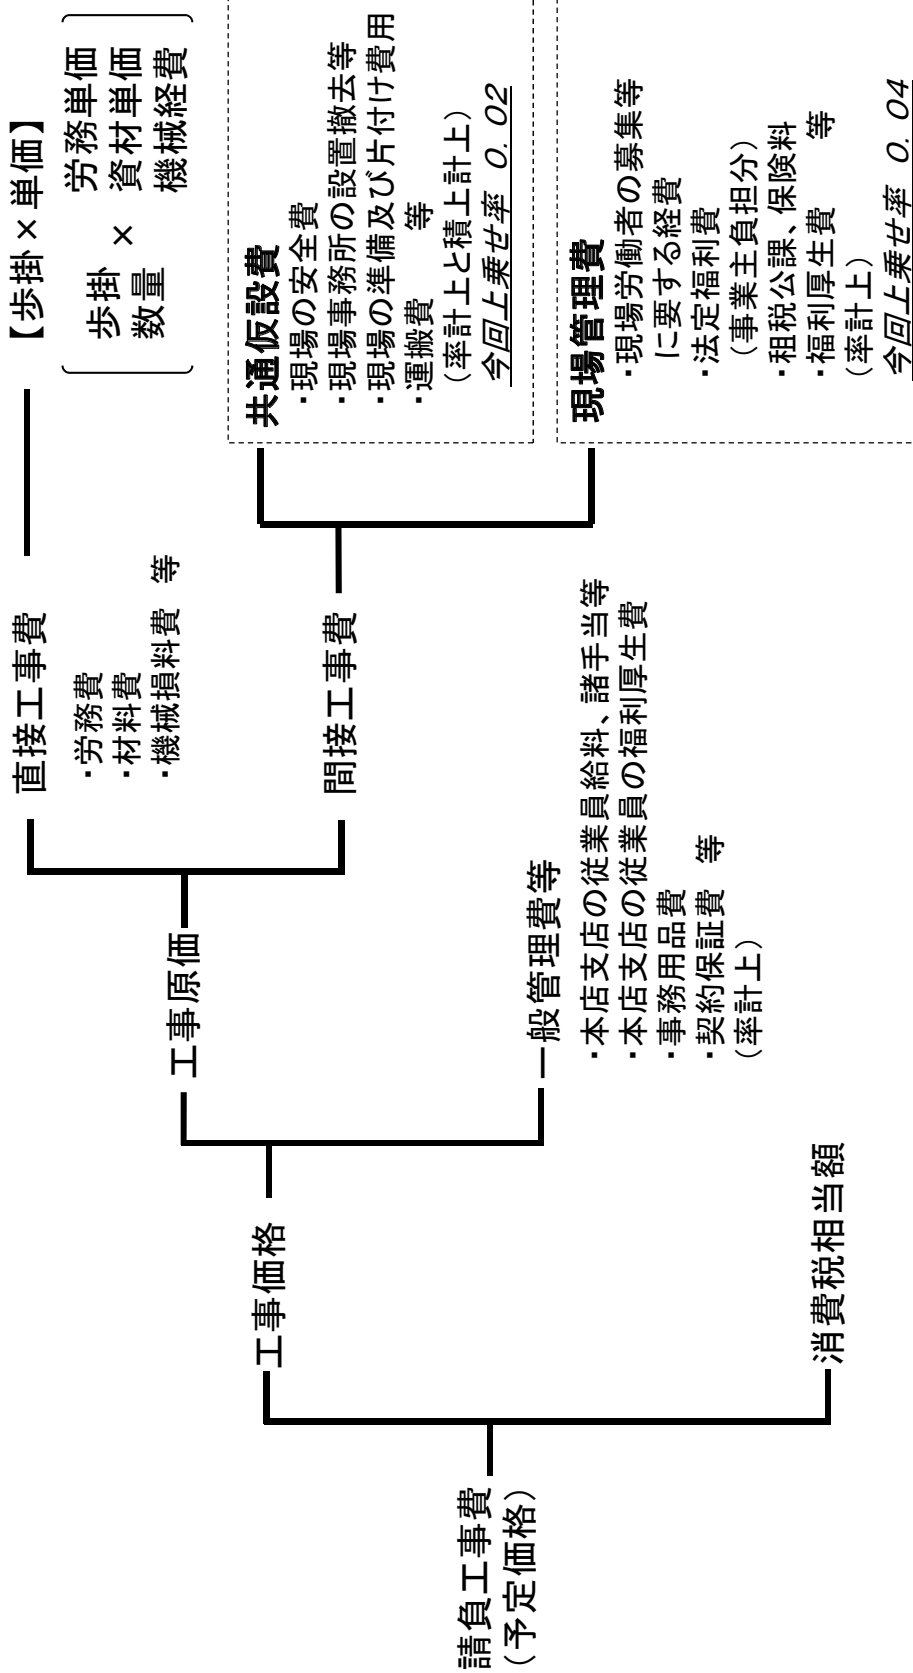 請負工事費
（予定価格）
工事価格
消費税相当額
工事原価
一般管理費等
・本店支店の従業員給料、諸手当等
・本店支店の従業員の福利厚生費
・事務用品費
・契約保証費　等
（率計上）
直接工事費
・労務費
・材料費
・機械損料費　等
間接工事費
【歩掛×単価】
歩掛　×　労務単価
数量　資材単価
機械経費
共通仮設費
・現場の安全費
・現場事務所の設置撤去等
・現場の準備及び片付け費用
・運搬費　　等
（率計上と積上計上）
今回上乗せ率　0．02
現場管理費
・現場労働者の募集等
に要する経費
・法定福利費
（事業主負担分）
・租税公課、保険料
・福利厚生費　　等
（率計上）
今回上乗せ率　0．04